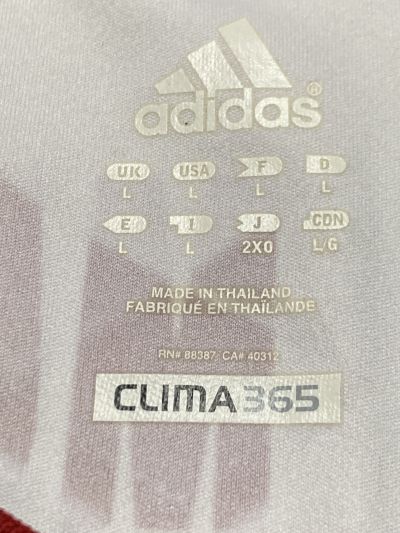 adidas®
UK USA F D
L L L L
E I J CDN
L L 2XO L/G
MADE IN THAILAND
FABRIQUÉ EN THAÏLANDE
RN# 88387 CA# 40312
CLIMA365